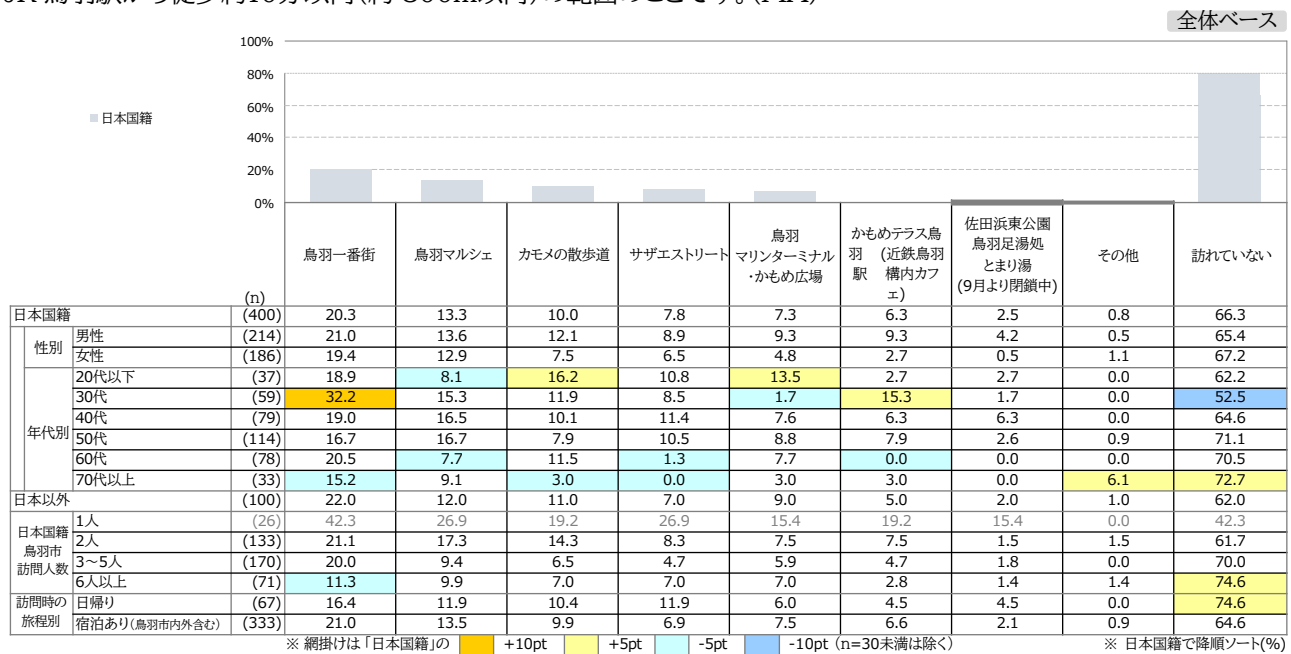 全体ベース
100%
80%
60%
40%
20%
0%
日本国籍
(n)
鳥羽一番街
鳥羽マルシェ
カモメの散歩道
サザエストリート
鳥羽
マリンターミナル
・かもめ広場
かもめテラス鳥
羽 (近鉄鳥羽
駅 構内カフ
ェ)
佐田浜東公園
鳥羽足湯処
とまり湯
(9月より閉鎖中)
その他
訪れていない
日本国籍 (400) 20.3 13.3 10.0 7.8 7.3 6.3 2.5 0.8 66.3
性別
男性 (214) 21.0 13.6 12.1 8.9 9.3 9.3 4.2 0.5 65.4
女性 (186) 19.4 12.9 7.5 6.5 4.8 2.7 0.5 1.1 67.2
年代別
20代以下 (37) 18.9 8.1 16.2 10.8 13.5 2.7 2.7 0.0 62.2
30代 (59) 32.2 15.3 11.9 8.5 1.7 15.3 1.7 0.0 52.5
40代 (79) 19.0 16.5 10.1 11.4 7.6 6.3 6.3 0.0 64.6
50代 (114) 16.7 16.7 7.9 10.5 8.8 7.9 2.6 0.9 71.1
60代 (78) 20.5 7.7 11.5 1.3 7.7 0.0 0.0 0.0 70.5
70代以上 (33) 15.2 9.1 3.0 0.0 3.0 3.0 0.0 6.1 72.7
日本以外 (100) 22.0 12.0 11.0 7.0 9.0 5.0 2.0 1.0 62.0
日本国籍
鳥羽市
訪問人数
1人 (26) 42.3 26.9 19.2 26.9 15.4 19.2 15.4 0.0 42.3
2人 (133) 21.1 17.3 14.3 8.3 7.5 7.5 1.5 1.5 61.7
3～5人 (170) 20.0 9.4 6.5 4.7 5.9 4.7 1.8 0.0 70.0
6人以上 (71) 11.3 9.9 7.0 7.0 7.0 2.8 1.4 1.4 74.6
訪問時の
旅程別
日帰り (67) 16.4 11.9 10.4 11.9 6.0 4.5 4.5 0.0 74.6
宿泊あり(鳥羽市内外含む) (333) 21.0 13.5 9.9 6.9 7.5 6.6 2.1 0.9 64.6
※ 網掛けは「日本国籍」の +10pt +5pt -5pt -10pt (n=30未満は除く)
※ 日本国籍で降順ソート(%)